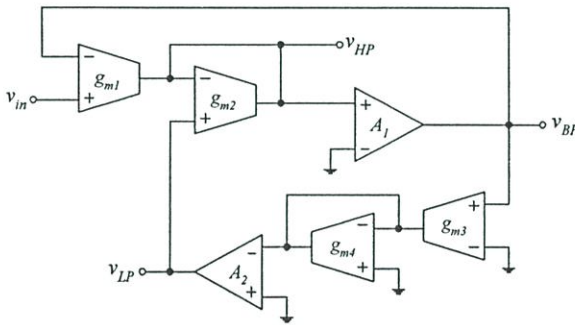 v_HP
−
g_m1
+
v_in
−
g_m2
+
+
A_1
−
v_BP
+
g_m3
−
−
g_m4
+
−
A_2
+
v_LP